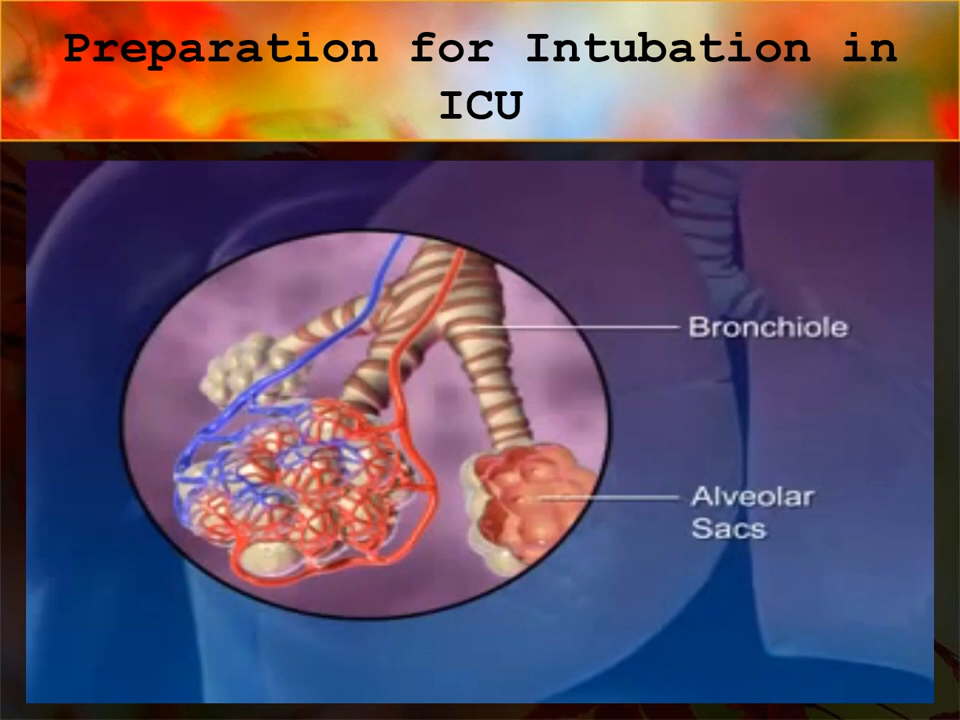 Preparation for Intubation in
ICU
Bronchiole
Alveolar
Sacs